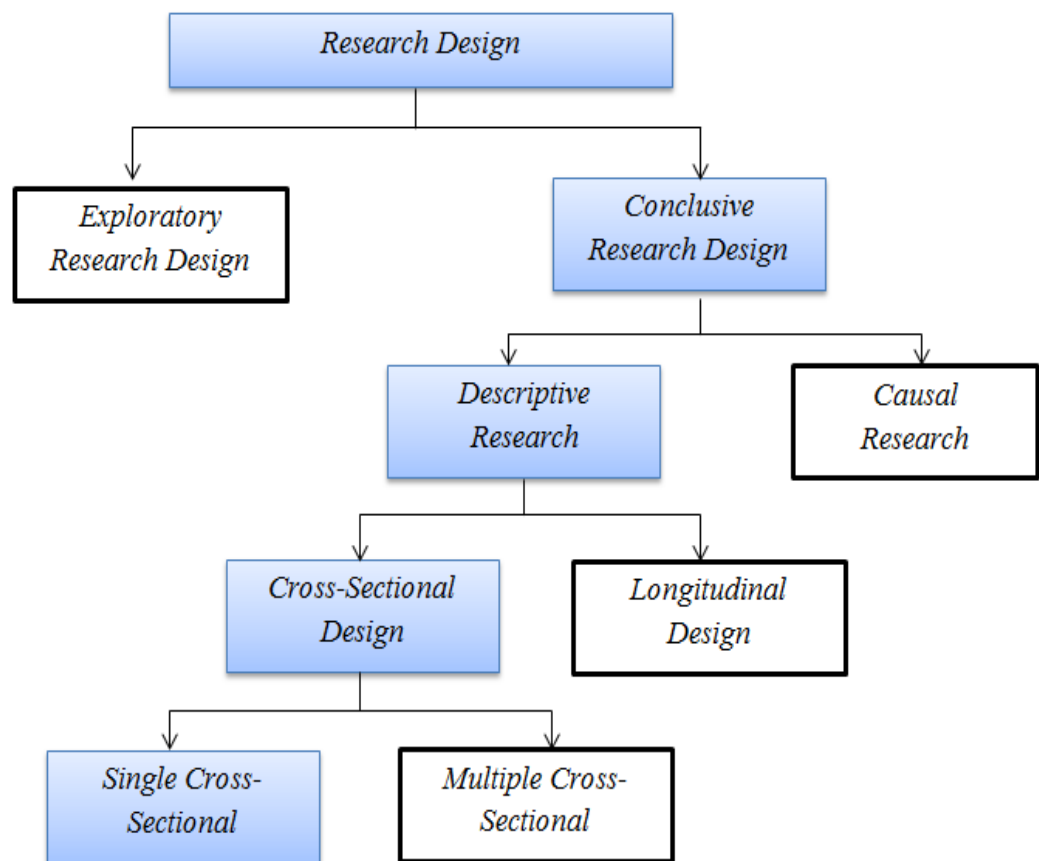 Research Design
Exploratory
Research Design
Conclusive
Research Design
Descriptive
Research
Causal
Research
Cross-Sectional
Design
Longitudinal
Design
Single Cross-
Sectional
Multiple Cross-
Sectional